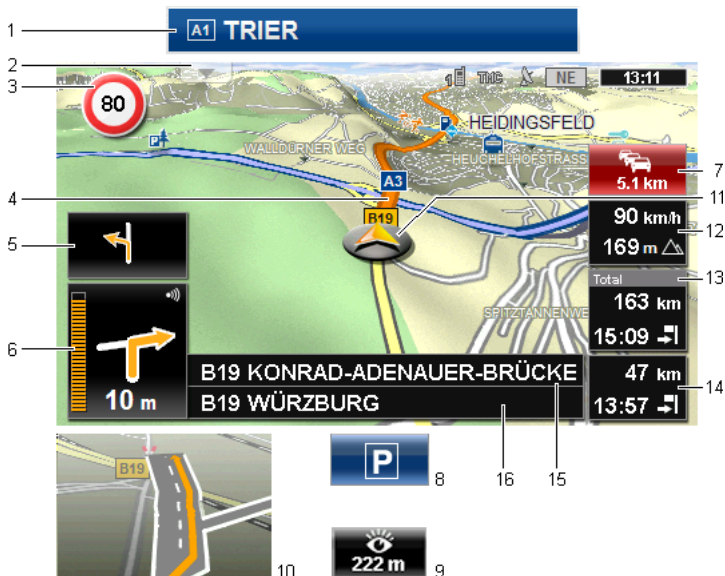 1
A1 TRIER
2
3
80
1
TMC
NE
13:11
HEIDINGSFELD
P
WALLDÜRNER WEG
HEUCHELHOFSTRASS
5.1 km
7
A3
4
11
B19
90 km/h
169 m
12
5
Total
13
163 km
15:09
SPITZTANNENWE
6
10 m
B19 KONRAD-ADENAUER-BRÜCKE
B19 WÜRZBURG
47 km
13:57
14
B19
P
8
16
15
10
222 m
9